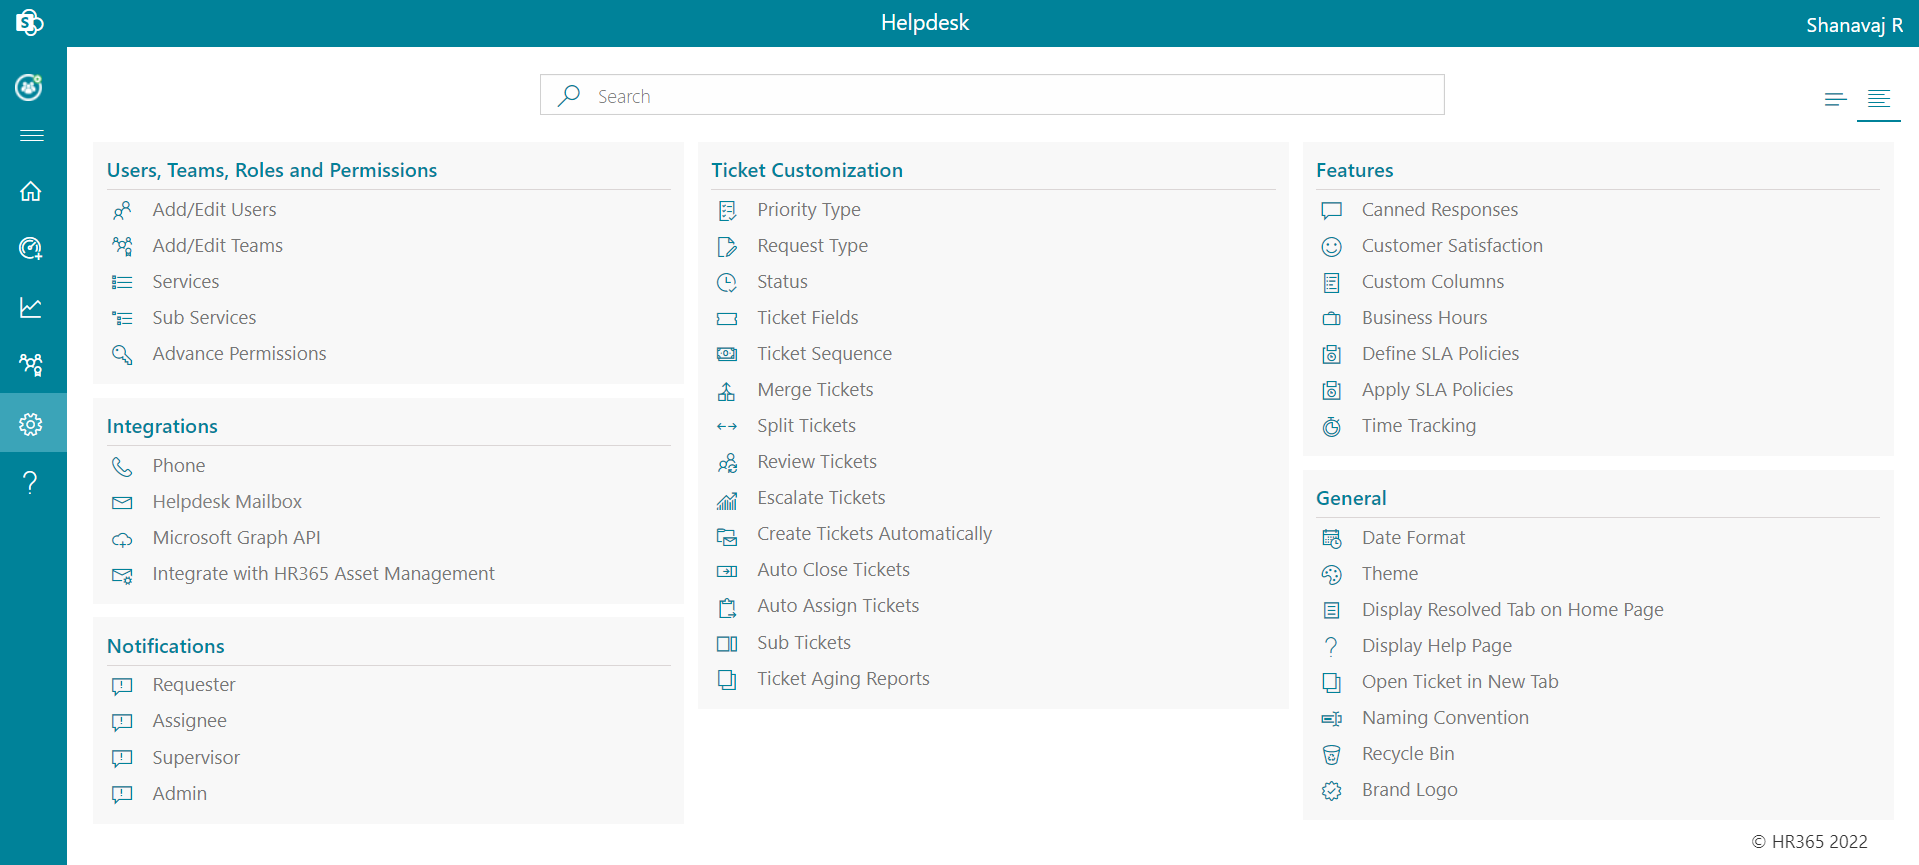 Helpdesk
Shanavaj R
Search
Users, Teams, Roles and Permissions
Add/Edit Users
Add/Edit Teams
Services
Sub Services
Advance Permissions
Integrations
Phone
Helpdesk Mailbox
Microsoft Graph API
Integrate with HR365 Asset Management
Notifications
Requester
Assignee
Supervisor
Admin
Ticket Customization
Priority Type
Request Type
Status
Ticket Fields
Ticket Sequence
Merge Tickets
Split Tickets
Review Tickets
Escalate Tickets
Create Tickets Automatically
Auto Close Tickets
Auto Assign Tickets
Sub Tickets
Ticket Aging Reports
Features
Canned Responses
Customer Satisfaction
Custom Columns
Business Hours
Define SLA Policies
Apply SLA Policies
Time Tracking
General
Date Format
Theme
Display Resolved Tab on Home Page
Display Help Page
Open Ticket in New Tab
Naming Convention
Recycle Bin
Brand Logo
© HR365 2022